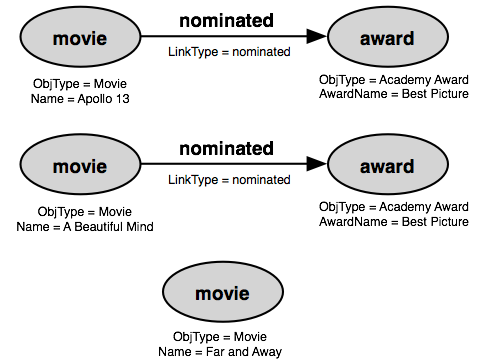 nominated
movie
award
LinkType = nominated
ObjType = Movie
Name = Apollo 13
ObjType = Academy Award
AwardName = Best Picture
nominated
movie
award
LinkType = nominated
ObjType = Movie
Name = A Beautiful Mind
ObjType = Academy Award
AwardName = Best Picture
movie
ObjType = Movie
Name = Far and Away